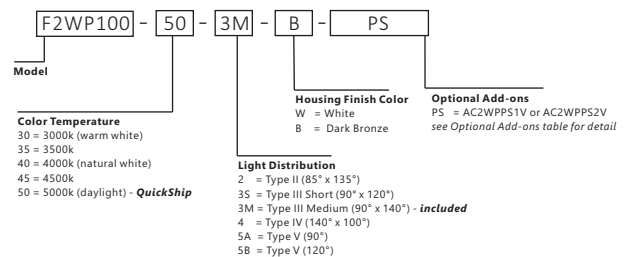 F2WP100 - 50 - 3M - B - PS
Model
Color Temperature
30 = 3000k (warm white)
35 = 3500k
40 = 4000k (natural white)
45 = 4500k
50 = 5000k (daylight) - QuickShip
Light Distribution
2 = Type II (85° x 135°)
3S = Type III Short (90° x 120°)
3M = Type III Medium (90° x 140°) - included
4 = Type IV (140° x 100°)
5A = Type V (90°)
5B = Type V (120°)
Housing Finish Color
W = White
B = Dark Bronze
Optional Add-ons
PS = AC2WPPS1V or AC2WPPS2V
see Optional Add-ons table for detail